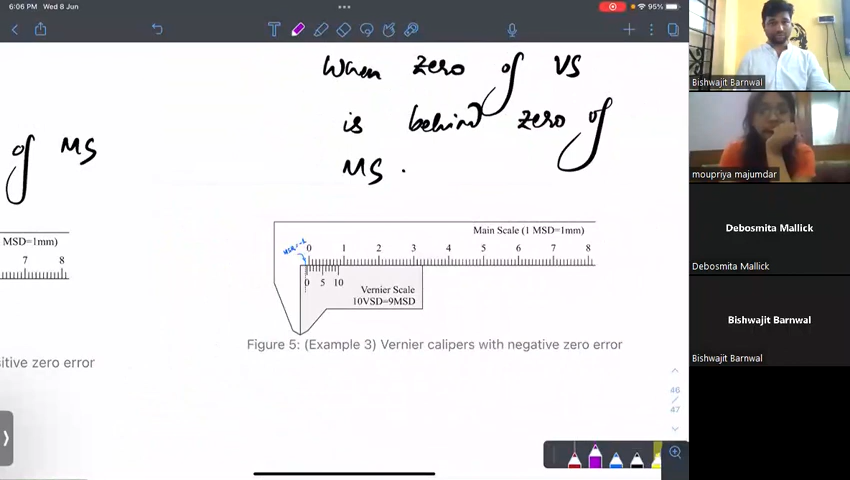 6:06 PM Wed 8 Jun
95%
When zero of VS
is behind zero of
MS.
of MS
Main Scale (1 MSD=1mm)
0 1 2 3 4 5 6 7 8
0 5 10
Vernier Scale
10VSD=9MSD
Figure 5: (Example 3) Vernier calipers with negative zero error
MSD=1mm)
7 8
sitive zero error
46
/
47
Bishwajit Barnwal
moupriya majumdar
Debosmita Mallick
Debosmita Mallick
Bishwajit Barnwal
Bishwajit Barnwal